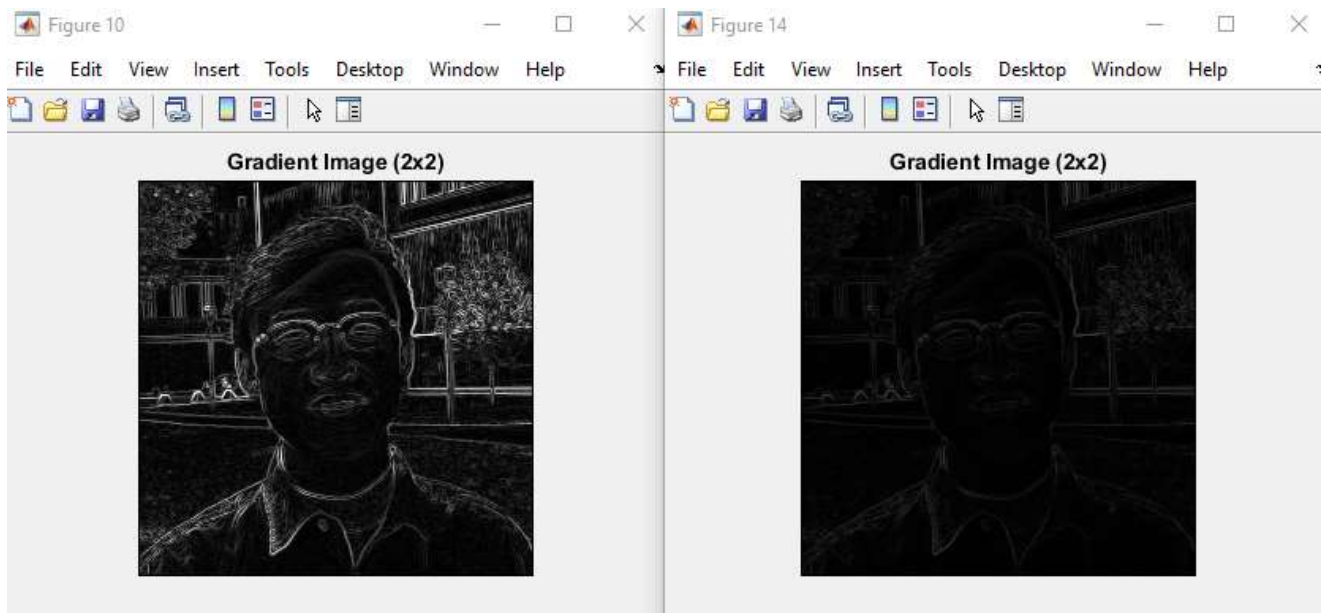 Figure 10
File Edit View Insert Tools Desktop Window Help
Gradient Image (2x2)
Figure 14
File Edit View Insert Tools Desktop Window Help
Gradient Image (2x2)